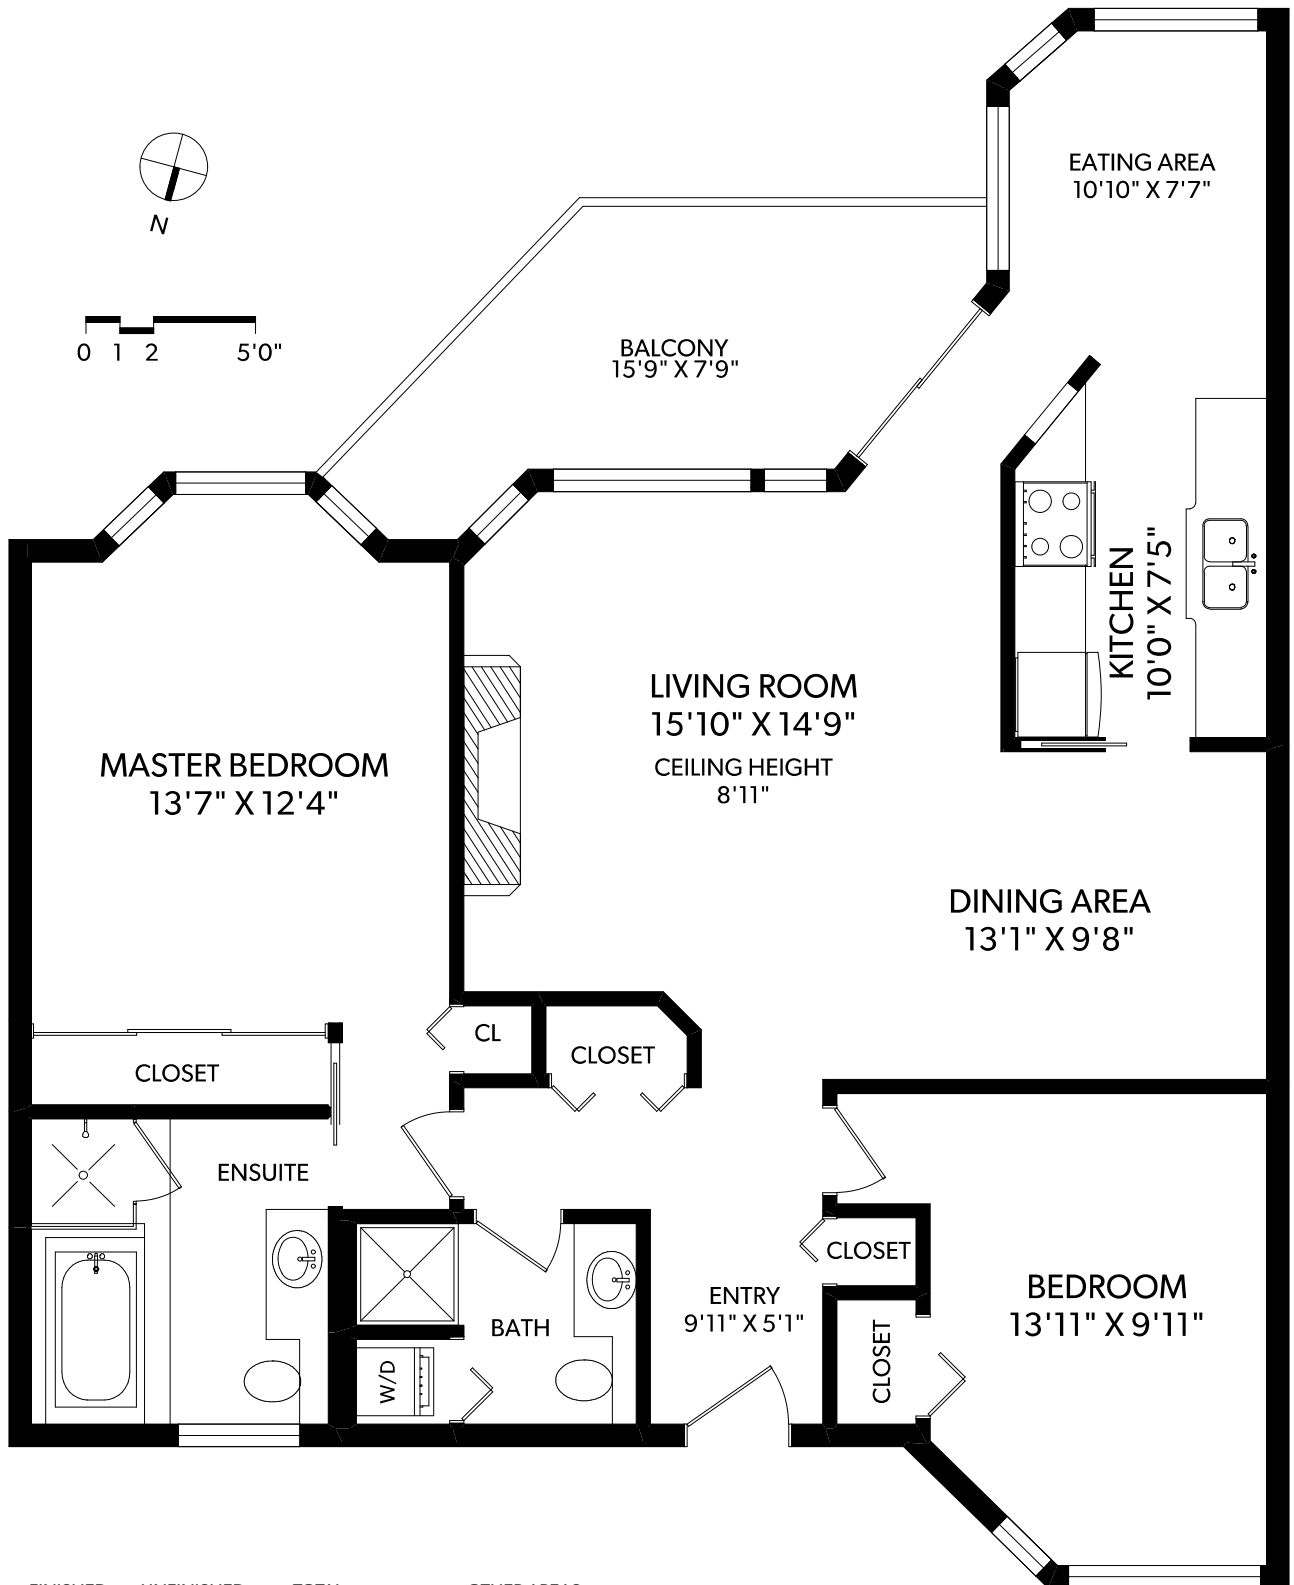 EATING AREA
10'10" X 7'7"
N
0 1 2 5'0"
BALCONY
15'9" X 7'9"
KITCHEN
10'0" X 7'5"
LIVING ROOM
15'10" X 14'9"
CEILING HEIGHT
8'11"
MASTER BEDROOM
13'7" X 12'4"
DINING AREA
13'1" X 9'8"
CL
CLOSET
CLOSET
ENSUITE
CLOSET
BEDROOM
13'11" X 9'11"
ENTRY
9'11" X 5'1"
BATH
CLOSET
W/D